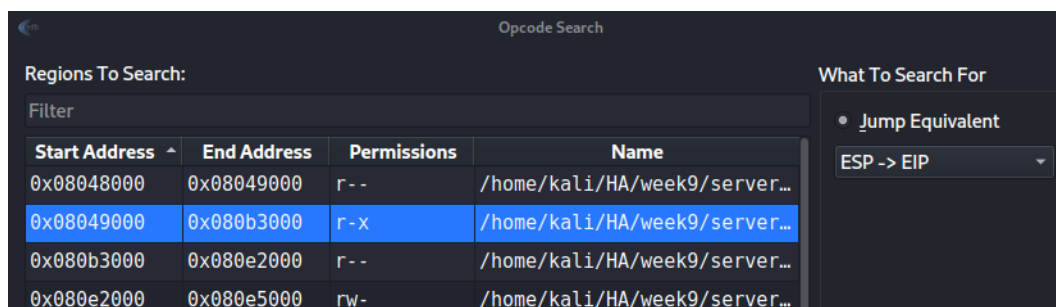 Opcode Search
Regions To Search:
What To Search For
Filter
Jump Equivalent
Start Address End Address Permissions Name
ESP -> EIP
0x08048000 0x08049000 r-- /home/kali/HA/week9/server…
0x08049000 0x080b3000 r-x /home/kali/HA/week9/server…
0x080b3000 0x080e2000 r-- /home/kali/HA/week9/server…
0x080e2000 0x080e5000 rw- /home/kali/HA/week9/server…